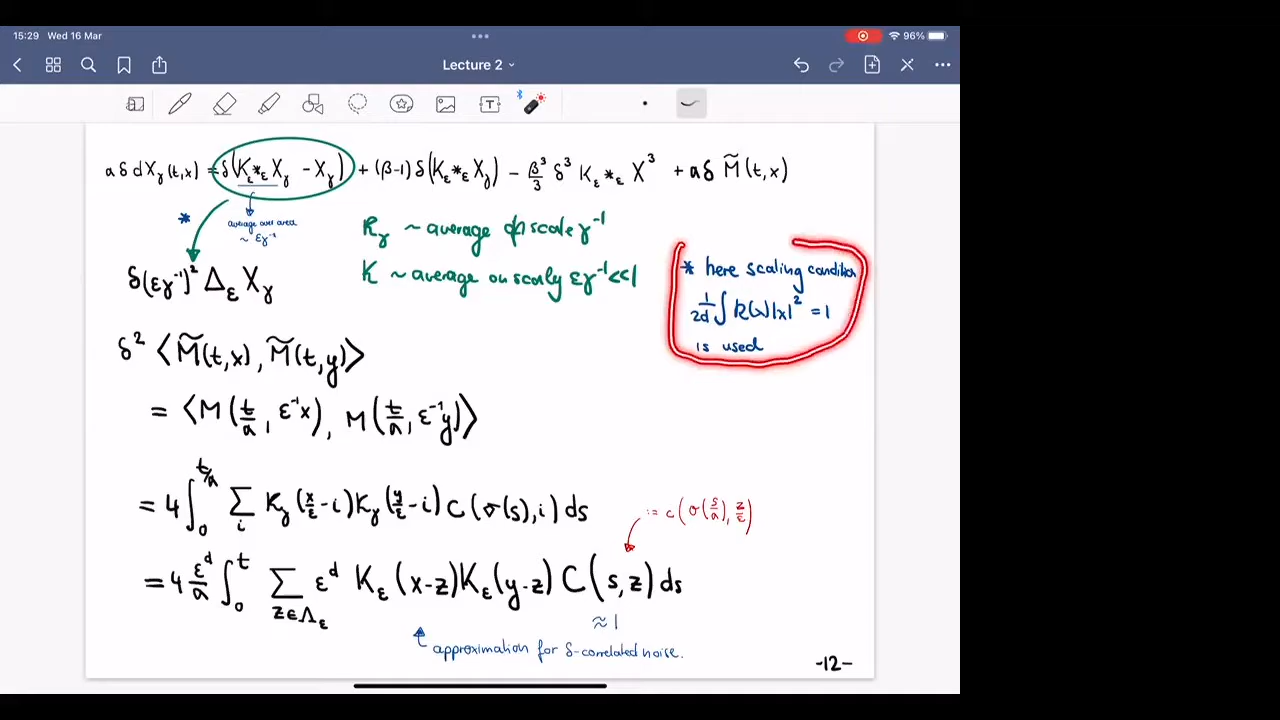 15:29 Wed 16 Mar
96%
Lecture 2
a δ dX_γ(t,x) = δ(K_ε *_ε X_γ - X_γ) + (β-1) δ(K_ε *_ε X_γ) - β³/3 δ³ K_ε *_ε X³ + aδ M̃(t,x)
*
average over area
~ εγ⁻¹
K_γ ~ average on scale γ⁻¹
δ(εγ⁻¹)² Δ_ε X_γ
K ~ average on scaly εγ⁻¹ <<1
* here scaling condition
1/2d ∫ K(x)|x|² = 1
is used
δ² ⟨M̃(t,x), M̃(t,y)⟩
= ⟨M(t/a, ε⁻¹x), M(t/a, ε⁻¹y)⟩
= 4 ∫₀^{t/a} Σ_i K_γ(x/ε - i) K_γ(y/ε - i) C(σ(s), i) ds
:= C(σ(s/a), z/ε)
= 4 ε^d/a ∫₀^t Σ_{z∈Λ_ε} ε^d K_ε(x-z) K_ε(y-z) C(s, z) ds
≈ 1
approximation for δ-correlated noise.
-12-